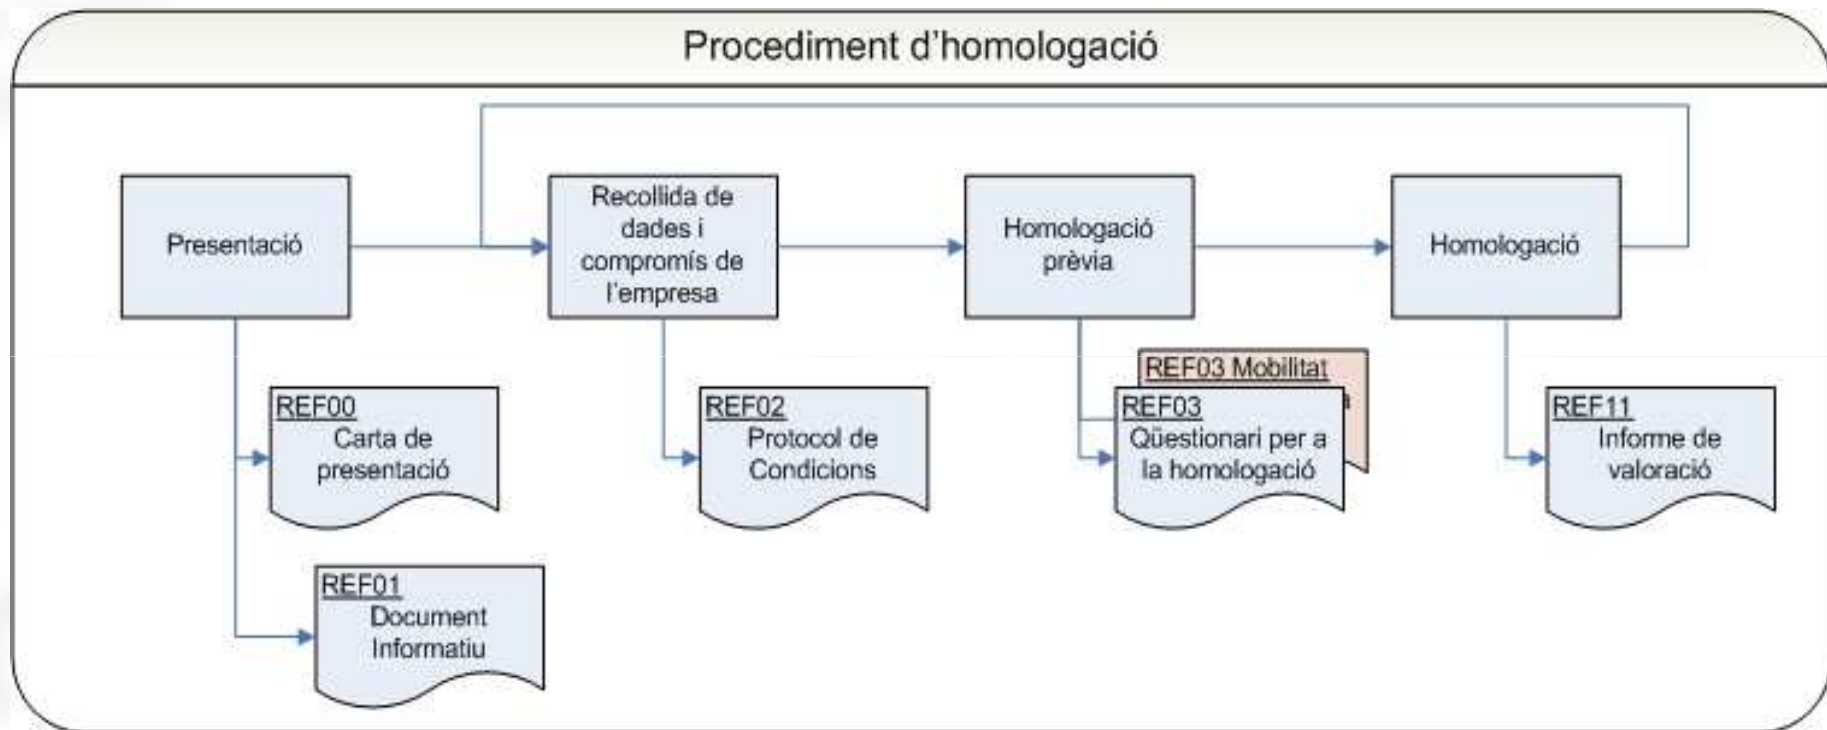 Procediment d'homologació
Presentació
Recollida de
dades i
compromís de
l'empresa
Homologació
prèvia
Homologació
REF00
Carta de
presentació
REF01
Document
Informatiu
REF02
Protocol de
Condicions
REF03 Mobilitat
REF03
Qüestionari per a
la homologació
REF11
Informe de
valoració